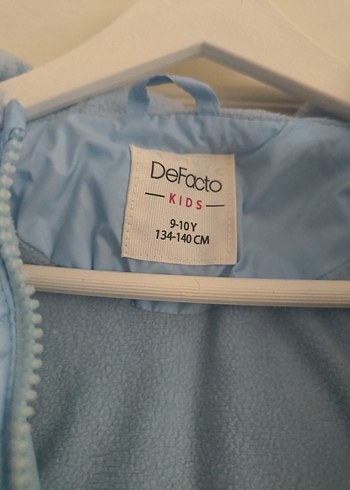 DeFacto
KIDS
9-10Y
134-140 CM